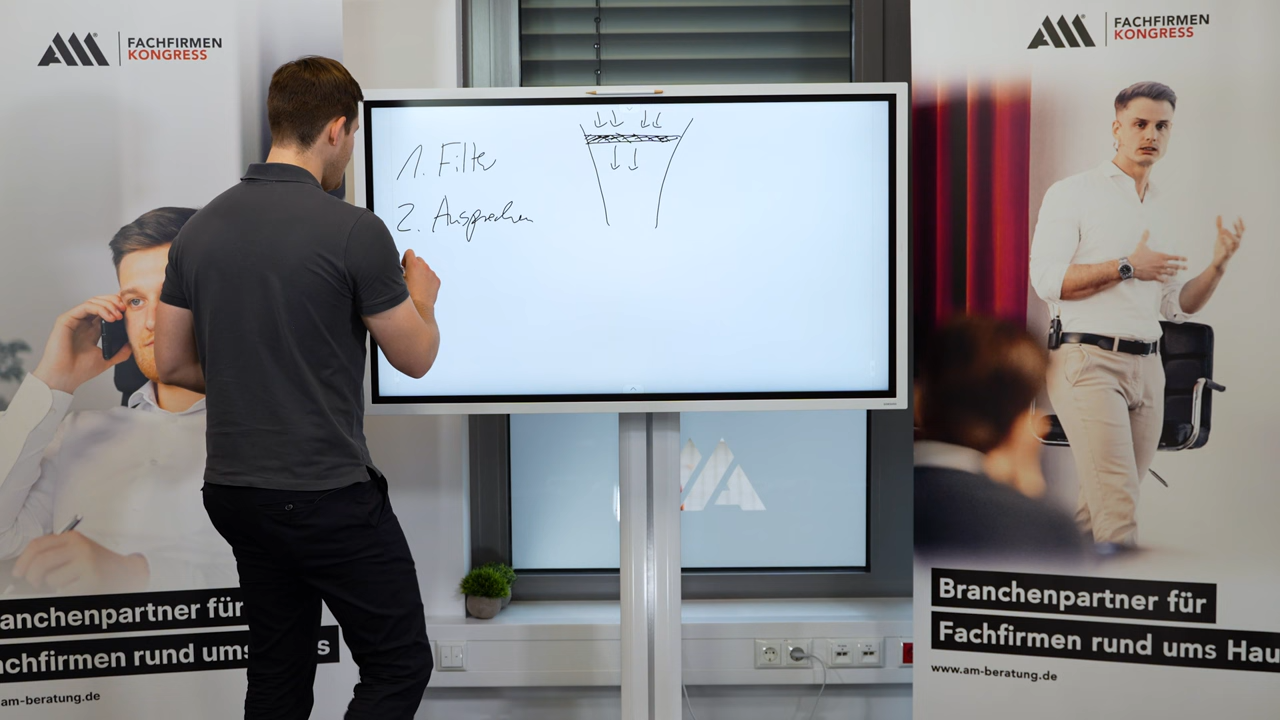 FACHFIRMEN
KONGRESS
anchenpartner für
achfirmen rund ums
s
am-beratung.de
1. Filter
2. Ansprechen
FACHFIRMEN
KONGRESS
Branchenpartner für
Fachfirmen rund ums Hau
www.am-beratung.de